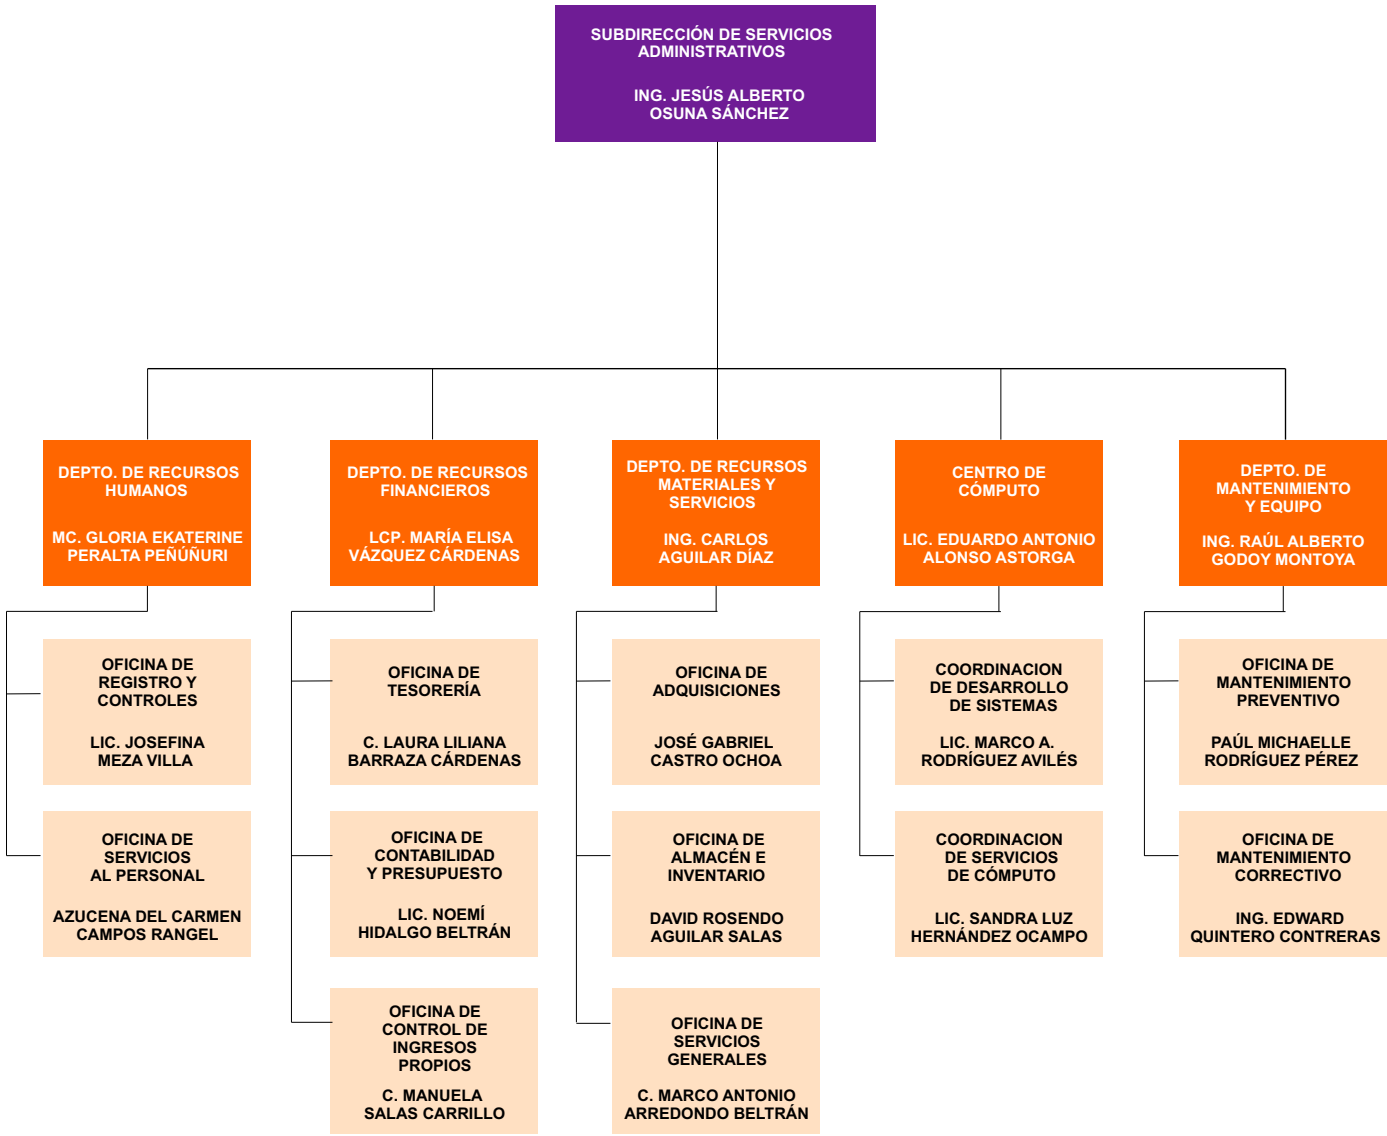 SUBDIRECCIÓN DE SERVICIOS
ADMINISTRATIVOS
ING. JESÚS ALBERTO
OSUNA SÁNCHEZ
DEPTO. DE RECURSOS
HUMANOS
MC. GLORIA EKATERINE
PERALTA PEÑÚÑURI
DEPTO. DE RECURSOS
FINANCIEROS
LCP. MARÍA ELISA
VÁZQUEZ CÁRDENAS
DEPTO. DE RECURSOS
MATERIALES Y
SERVICIOS
ING. CARLOS
AGUILAR DÍAZ
CENTRO DE
CÓMPUTO
LIC. EDUARDO ANTONIO
ALONSO ASTORGA
DEPTO. DE
MANTENIMIENTO
Y EQUIPO
ING. RAÚL ALBERTO
GODOY MONTOYA
OFICINA DE
REGISTRO Y
CONTROLES
LIC. JOSEFINA
MEZA VILLA
OFICINA DE
TESORERÍA
C. LAURA LILIANA
BARRAZA CÁRDENAS
OFICINA DE
ADQUISICIONES
JOSÉ GABRIEL
CASTRO OCHOA
COORDINACION
DE DESARROLLO
DE SISTEMAS
LIC. MARCO A.
RODRÍGUEZ AVILÉS
OFICINA DE
MANTENIMIENTO
PREVENTIVO
PAÚL MICHAELLE
RODRÍGUEZ PÉREZ
OFICINA DE
SERVICIOS
AL PERSONAL
AZUCENA DEL CARMEN
CAMPOS RANGEL
OFICINA DE
CONTABILIDAD
Y PRESUPUESTO
LIC. NOEMÍ
HIDALGO BELTRÁN
OFICINA DE
ALMACÉN E
INVENTARIO
DAVID ROSENDO
AGUILAR SALAS
COORDINACION
DE SERVICIOS
DE CÓMPUTO
LIC. SANDRA LUZ
HERNÁNDEZ OCAMPO
OFICINA DE
MANTENIMIENTO
CORRECTIVO
ING. EDWARD
QUINTERO CONTRERAS
OFICINA DE
CONTROL DE
INGRESOS
PROPIOS
C. MANUELA
SALAS CARRILLO
OFICINA DE
SERVICIOS
GENERALES
C. MARCO ANTONIO
ARREDONDO BELTRÁN